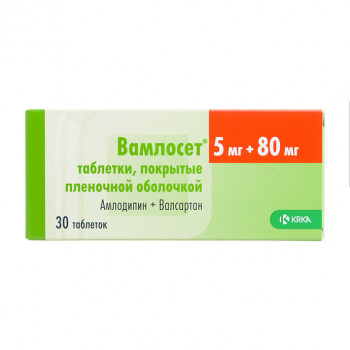 Вамлосет® 5 мг + 80 мг
таблетки, покрытые
пленочной оболочкой
Амлодипин + Валсартан
30 таблеток
KRKA